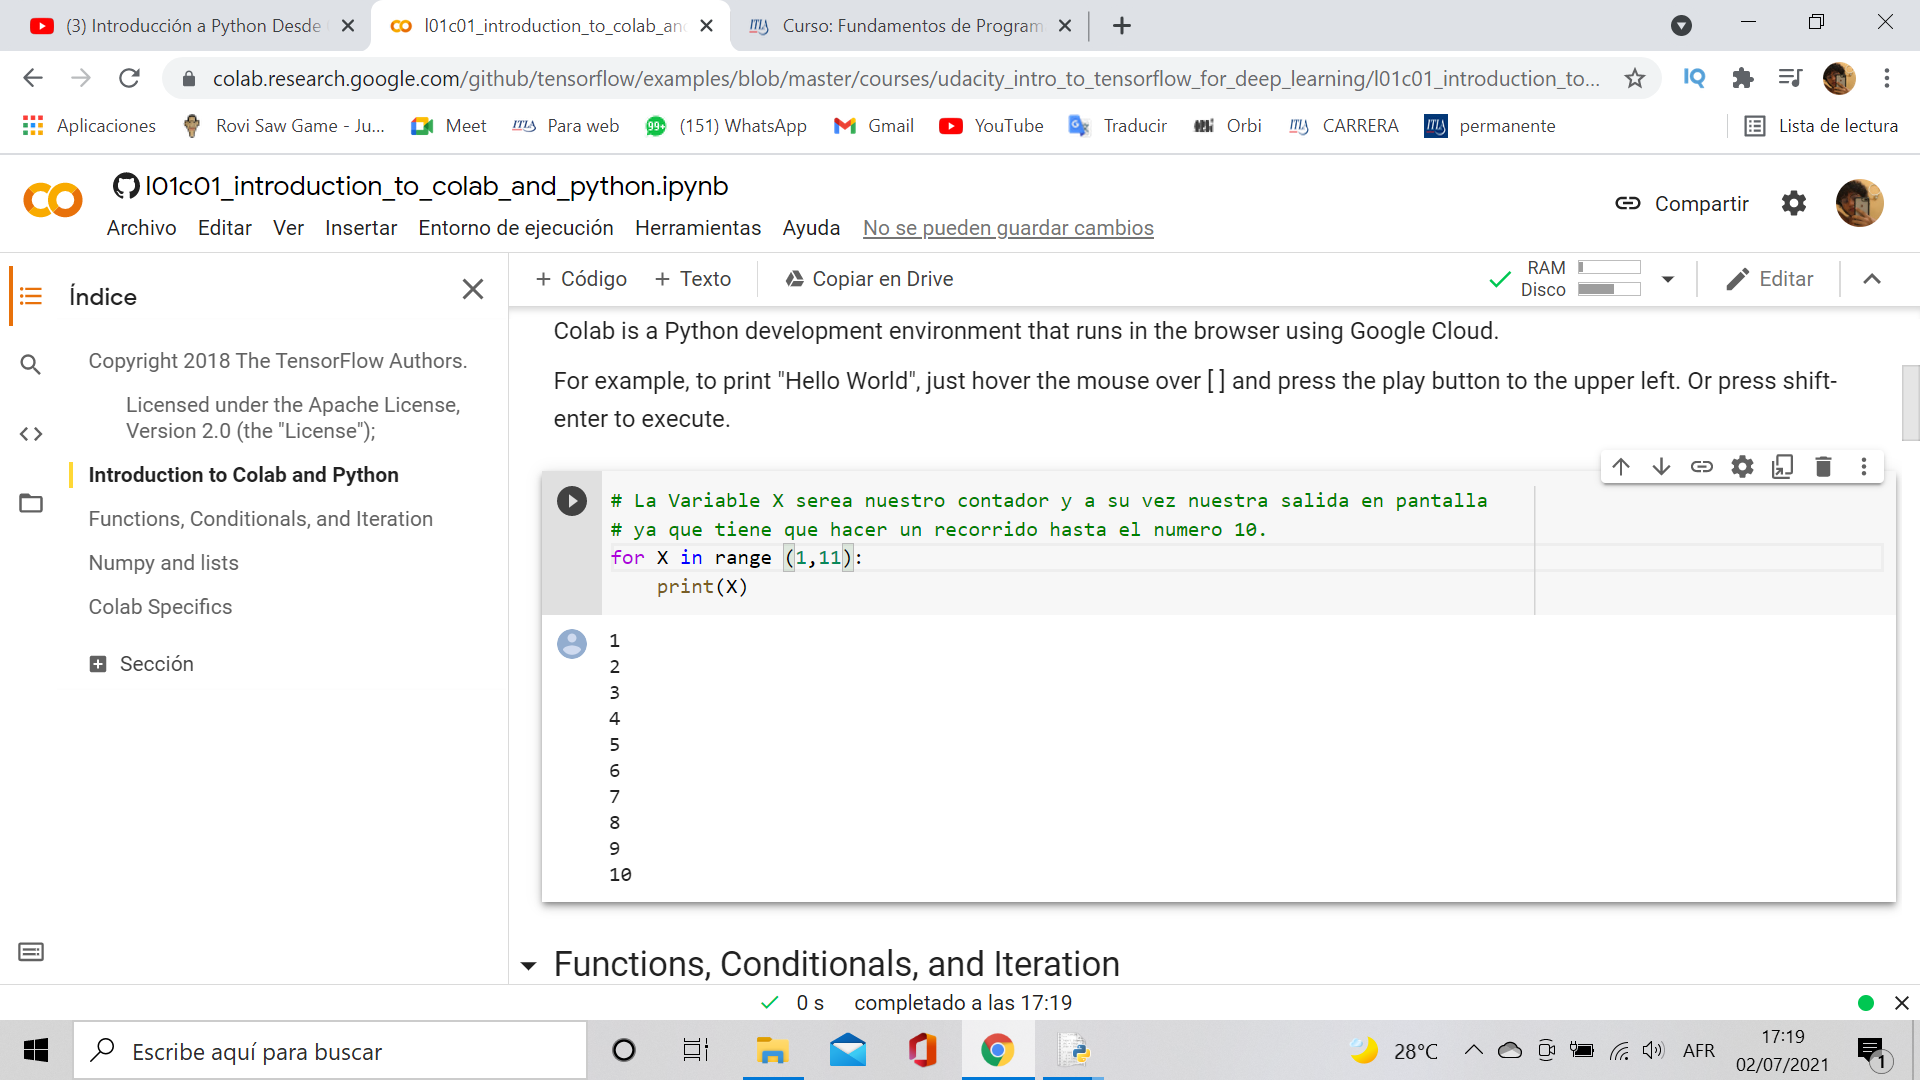 (3) Introducción a Python Desde
l01c01_introduction_to_colab_an
Curso: Fundamentos de Program
colab.research.google.com/github/tensorflow/examples/blob/master/courses/udacity_intro_to_tensorflow_for_deep_learning/l01c01_introduction_to...
IQ
Aplicaciones
Rovi Saw Game - Ju...
Meet
Para web
99+
(151) WhatsApp
Gmail
YouTube
Traducir
Orbi
CARRERA
permanente
Lista de lectura
l01c01_introduction_to_colab_and_python.ipynb
Compartir
Archivo Editar Ver Insertar Entorno de ejecución Herramientas Ayuda No se pueden guardar cambios
Índice
+ Código + Texto Copiar en Drive
RAM
Disco
Editar
Copyright 2018 The TensorFlow Authors.
Licensed under the Apache License,
Version 2.0 (the "License");
Introduction to Colab and Python
Functions, Conditionals, and Iteration
Numpy and lists
Colab Specifics
Sección
Colab is a Python development environment that runs in the browser using Google Cloud.
For example, to print "Hello World", just hover the mouse over [ ] and press the play button to the upper left. Or press shift-
enter to execute.
# La Variable X serea nuestro contador y a su vez nuestra salida en pantalla
# ya que tiene que hacer un recorrido hasta el numero 10.
for X in range (1,11):
    print(X)
1
2
3
4
5
6
7
8
9
10
Functions, Conditionals, and Iteration
0 s completado a las 17:19
Escribe aquí para buscar
28°C
AFR
17:19
02/07/2021
1